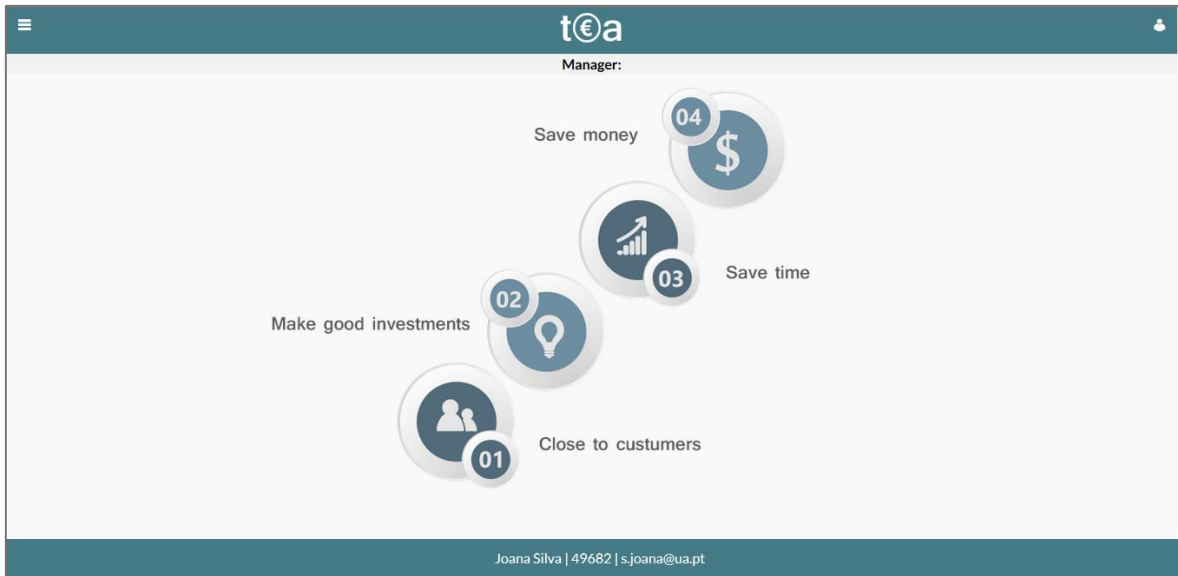 t€a
Manager:
04
Save money
$
03
Save time
02
Make good investments
01
Close to custumers
Joana Silva | 49682 | s.joana@ua.pt